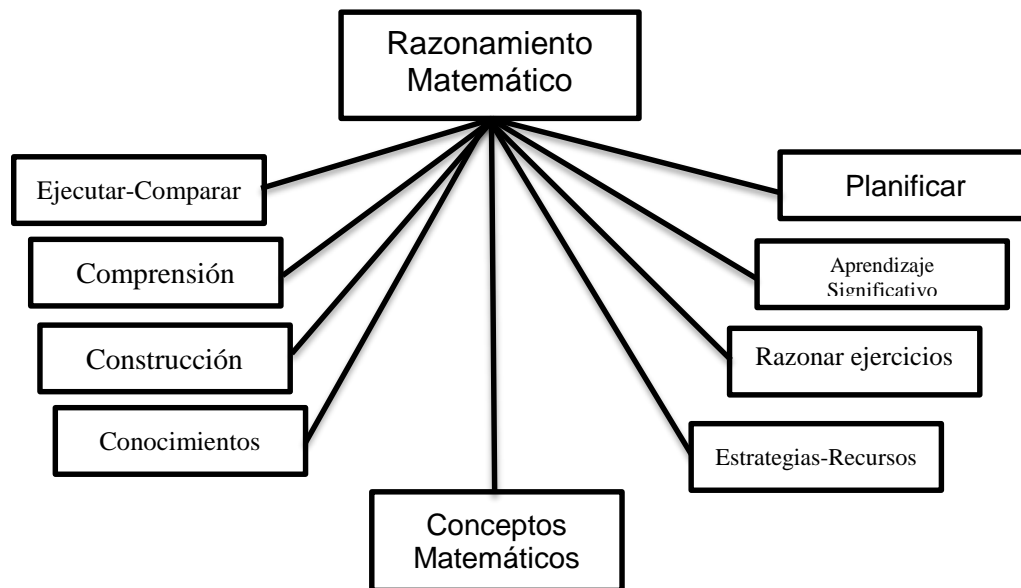 Razonamiento
Matemático
Ejecutar-Comparar
Planificar
Comprensión
Aprendizaje
Significativo
Construcción
Razonar ejercicios
Conocimientos
Estrategias-Recursos
Conceptos
Matemáticos